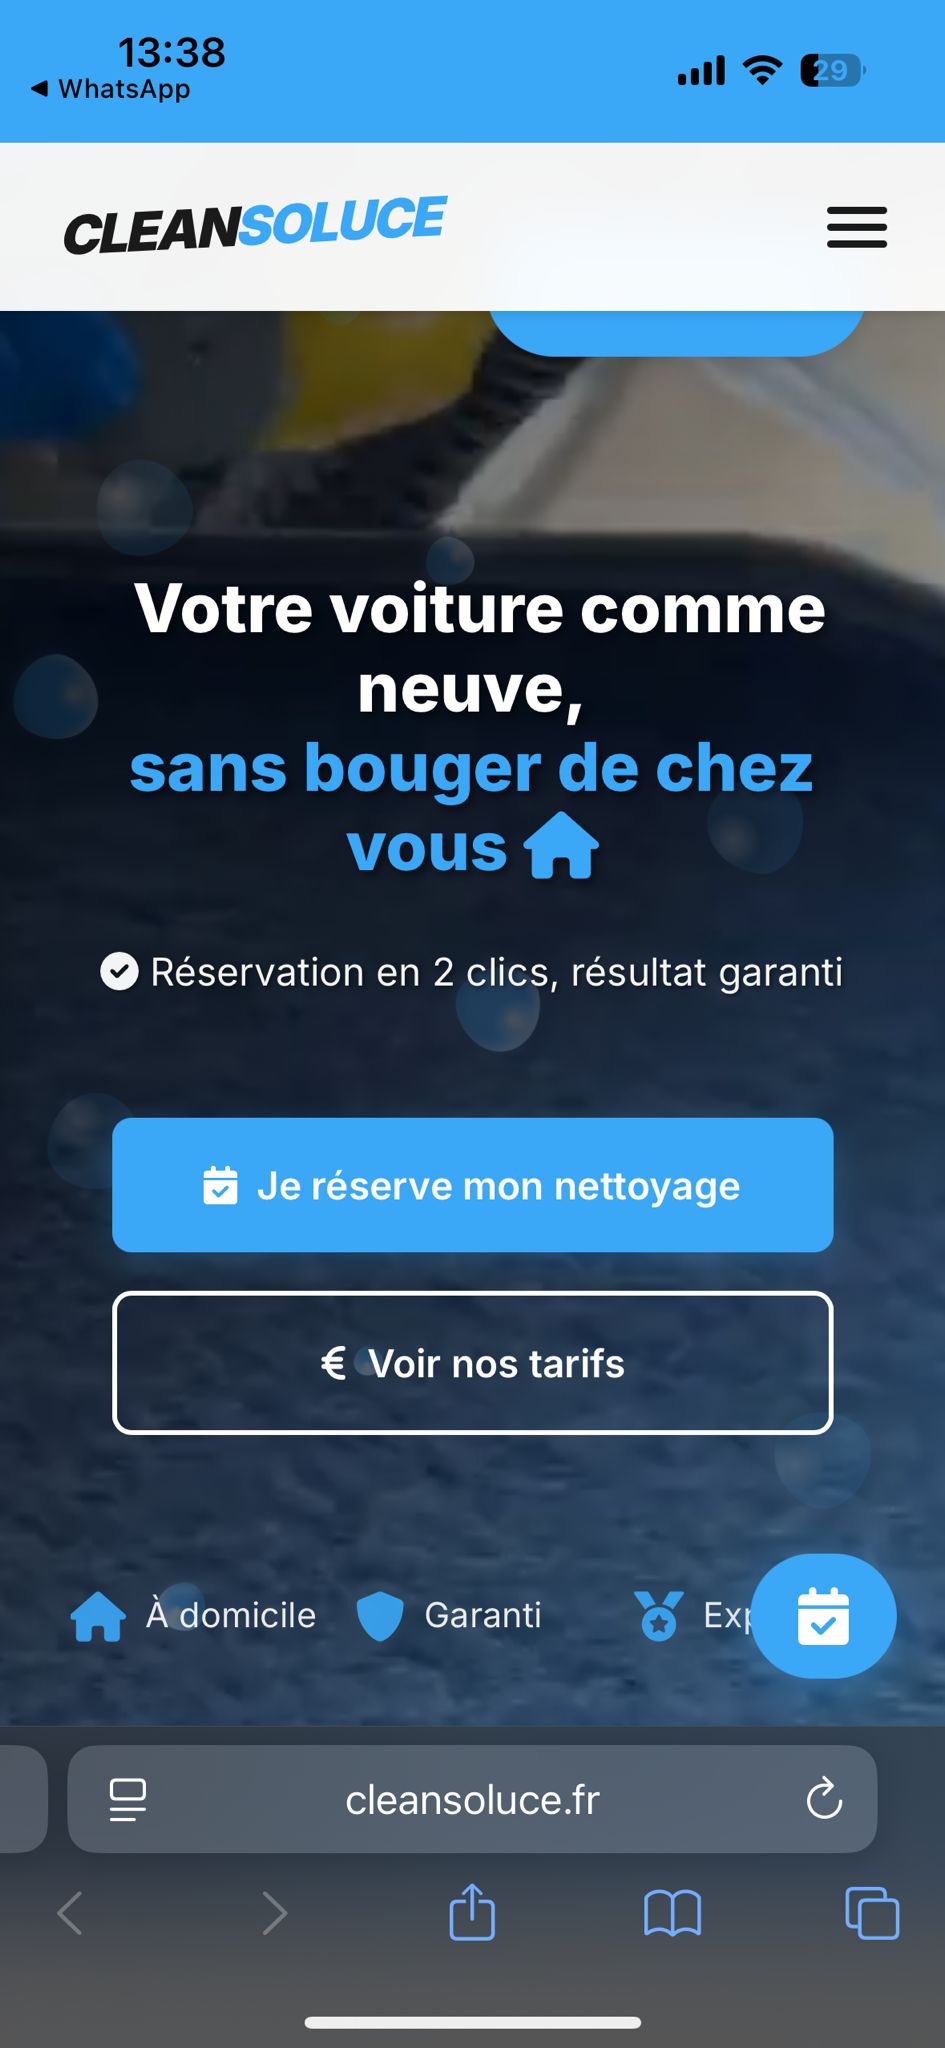 13:38
WhatsApp
29
CLEANSOLUCE
Votre voiture comme
neuve,
sans bouger de chez
vous
Réservation en 2 clics, résultat garanti
Je réserve mon nettoyage
€ Voir nos tarifs
À domicile
Garanti
cleansoluce.fr